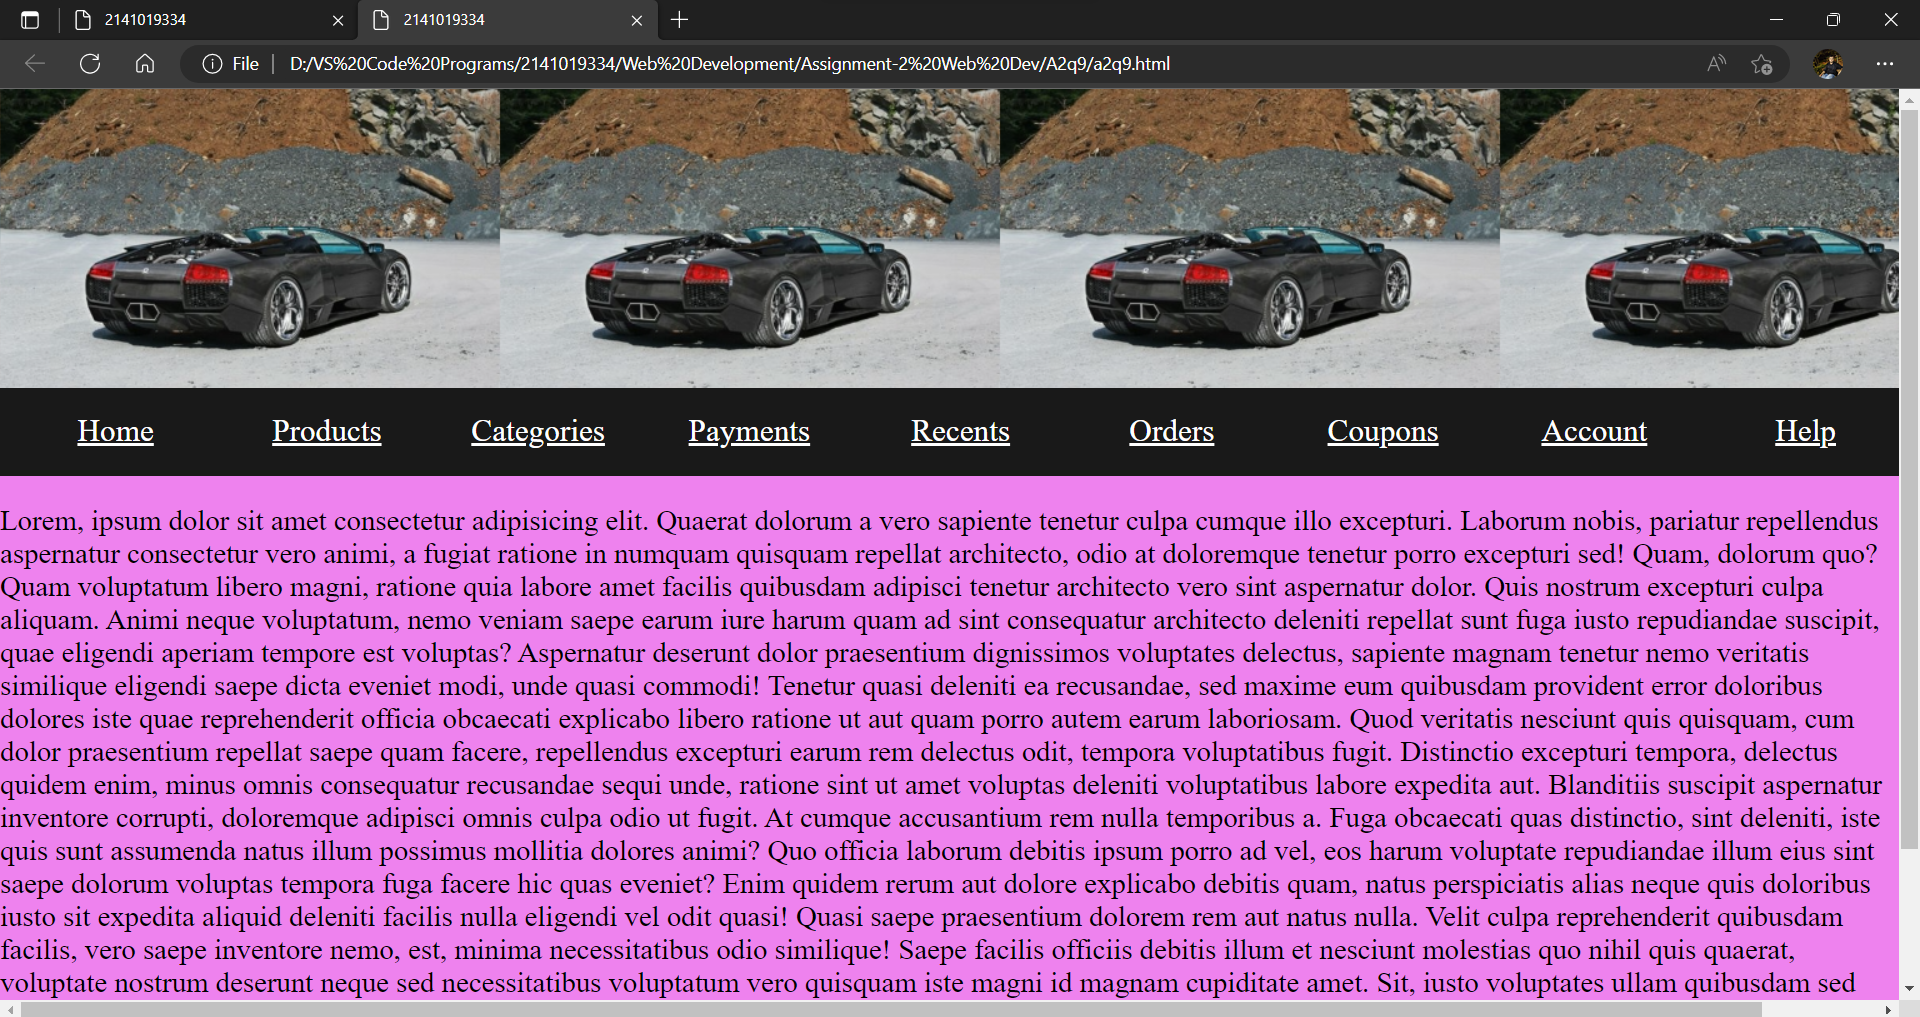 2141019334
2141019334
File
D:/VS%20Code%20Programs/2141019334/Web%20Development/Assignment-2%20Web%20Dev/A2q9/a2q9.html
Home Products Categories Payments Recents Orders Coupons Account Help
Lorem, ipsum dolor sit amet consectetur adipisicing elit. Quaerat dolorum a vero sapiente tenetur culpa cumque illo excepturi. Laborum nobis, pariatur repellendus
aspernatur consectetur vero animi, a fugiat ratione in numquam quisquam repellat architecto, odio at doloremque tenetur porro excepturi sed! Quam, dolorum quo?
Quam voluptatum libero magni, ratione quia labore amet facilis quibusdam adipisci tenetur architecto vero sint aspernatur dolor. Quis nostrum excepturi culpa
aliquam. Animi neque voluptatum, nemo veniam saepe earum iure harum quam ad sint consequatur architecto deleniti repellat sunt fuga iusto repudiandae suscipit,
quae eligendi aperiam tempore est voluptas? Aspernatur deserunt dolor praesentium dignissimos voluptates delectus, sapiente magnam tenetur nemo veritatis
similique eligendi saepe dicta eveniet modi, unde quasi commodi! Tenetur quasi deleniti ea recusandae, sed maxime eum quibusdam provident error doloribus
dolores iste quae reprehenderit officia obcaecati explicabo libero ratione ut aut quam porro autem earum laboriosam. Quod veritatis nesciunt quis quisquam, cum
dolor praesentium repellat saepe quam facere, repellendus excepturi earum rem delectus odit, tempora voluptatibus fugit. Distinctio excepturi tempora, delectus
quidem enim, minus omnis consequatur recusandae sequi unde, ratione sint ut amet voluptas deleniti voluptatibus labore expedita aut. Blanditiis suscipit aspernatur
inventore corrupti, doloremque adipisci omnis culpa odio ut fugit. At cumque accusantium rem nulla temporibus a. Fuga obcaecati quas distinctio, sint deleniti, iste
quis sunt assumenda natus illum possimus mollitia dolores animi? Quo officia laborum debitis ipsum porro ad vel, eos harum voluptate repudiandae illum eius sint
saepe dolorum voluptas tempora fuga facere hic quas eveniet? Enim quidem rerum aut dolore explicabo debitis quam, natus perspiciatis alias neque quis doloribus
iusto sit expedita aliquid deleniti facilis nulla eligendi vel odit quasi! Quasi saepe praesentium dolorem rem aut natus nulla. Velit culpa reprehenderit quibusdam
facilis, vero saepe inventore nemo, est, minima necessitatibus odio similique! Saepe facilis officiis debitis illum et nesciunt molestias quo nihil quis quaerat,
voluptate nostrum deserunt neque sed necessitatibus voluptatum vero quisquam iste magni id magnam cupiditate amet. Sit, iusto voluptates ullam quibusdam sed